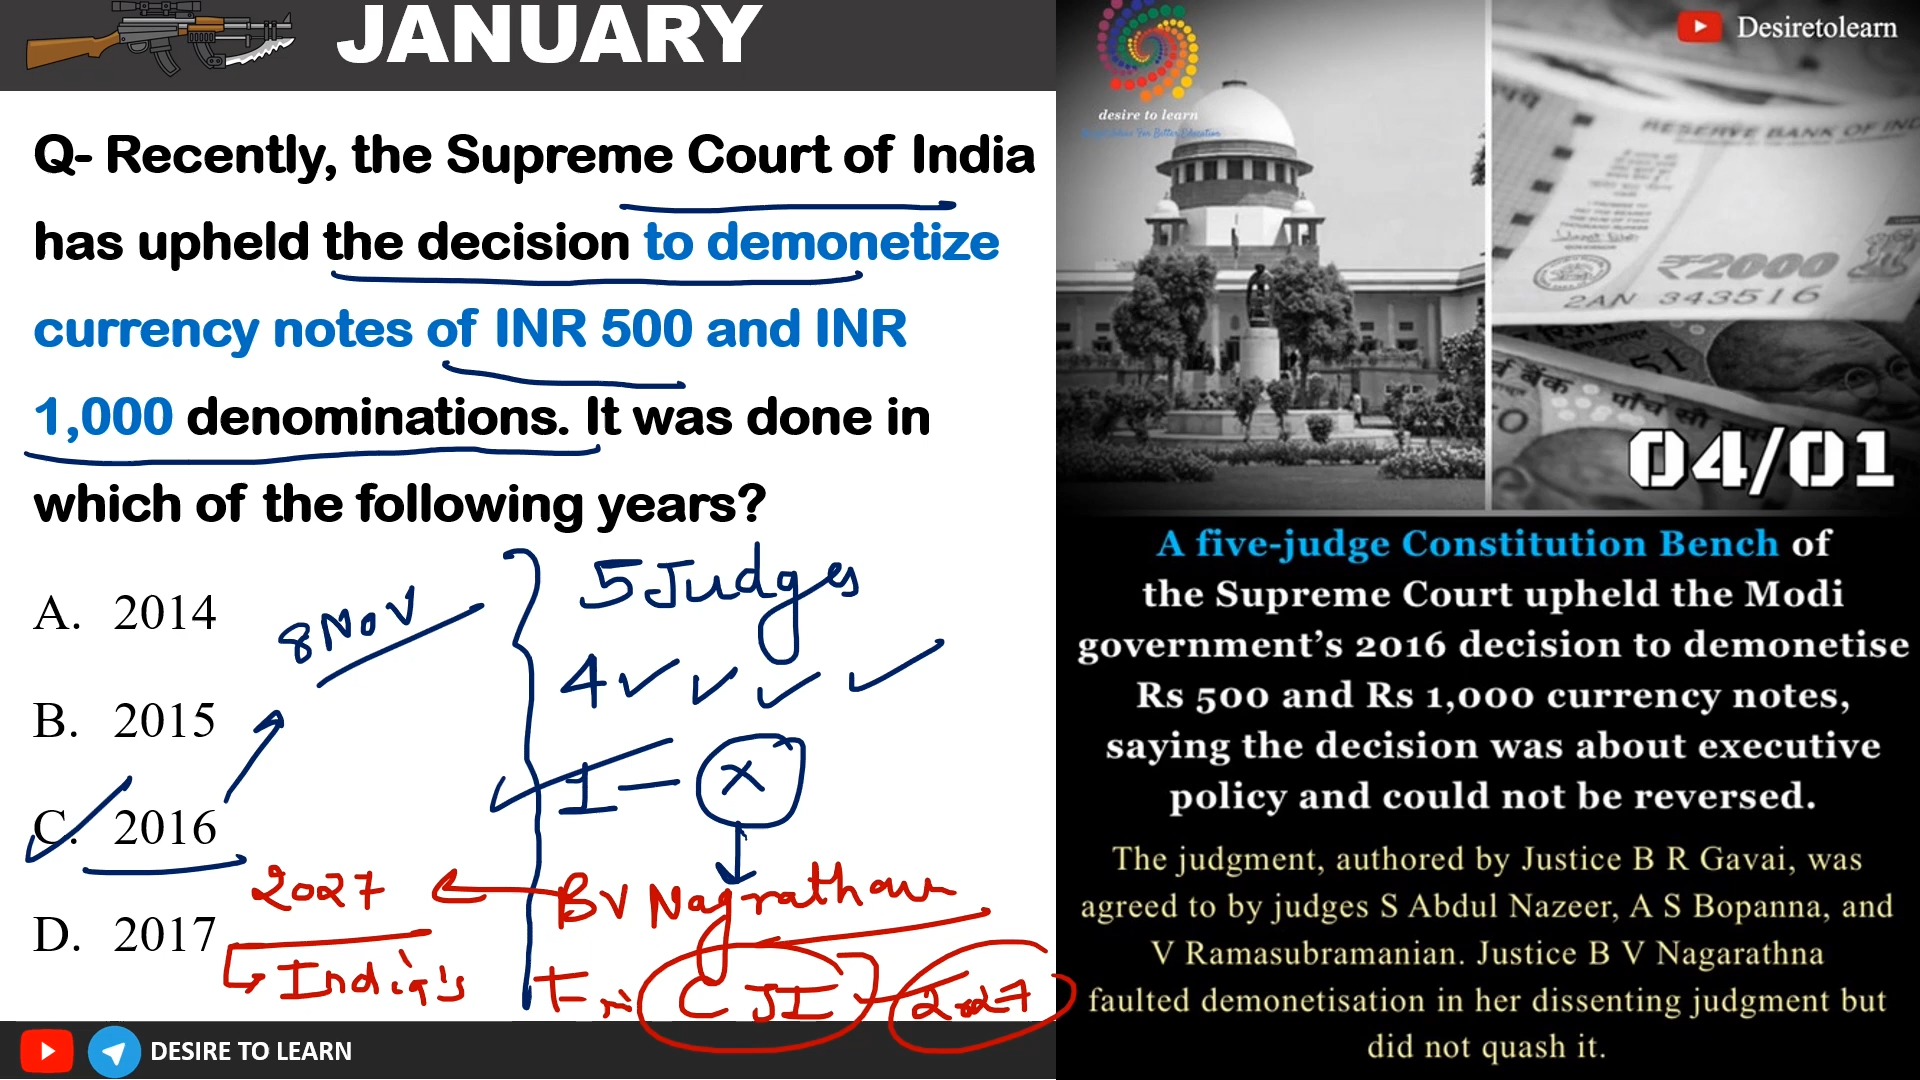 JANUARY
Q- Recently, the Supreme Court of India
has upheld the decision to demonetize
currency notes of INR 500 and INR
1,000 denominations. It was done in
which of the following years?
A. 2014
B. 2015
C. 2016
D. 2017
8 Nov
5 Judges
4
1 - X
BV
2027
India's
CJI
2027
DESIRE TO LEARN
Desiretolearn
desire to learn
RESERVE BANK OF IND
₹2000
2AN 343516
04/01
A five-judge Constitution Bench of
the Supreme Court upheld the Modi
government's 2016 decision to demonetise
Rs 500 and Rs 1,000 currency notes,
saying the decision was about executive
policy and could not be reversed.
The judgment, authored by Justice B R Gavai, was
agreed to by judges S Abdul Nazeer, A S Bopanna, and
V Ramasubramanian. Justice B V Nagarathna
faulted demonetisation in her dissenting judgment but
did not quash it.